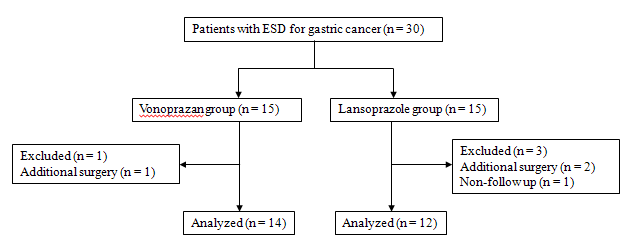 Patients with ESD for gastric cancer (n = 30)
Vonoprazan group (n = 15)
Lansoprazole group (n = 15)
Excluded (n = 1)
Additional surgery (n = 1)
Excluded (n = 3)
Additional surgery (n = 2)
Non-follow up (n = 1)
Analyzed (n = 14)
Analyzed (n = 12)